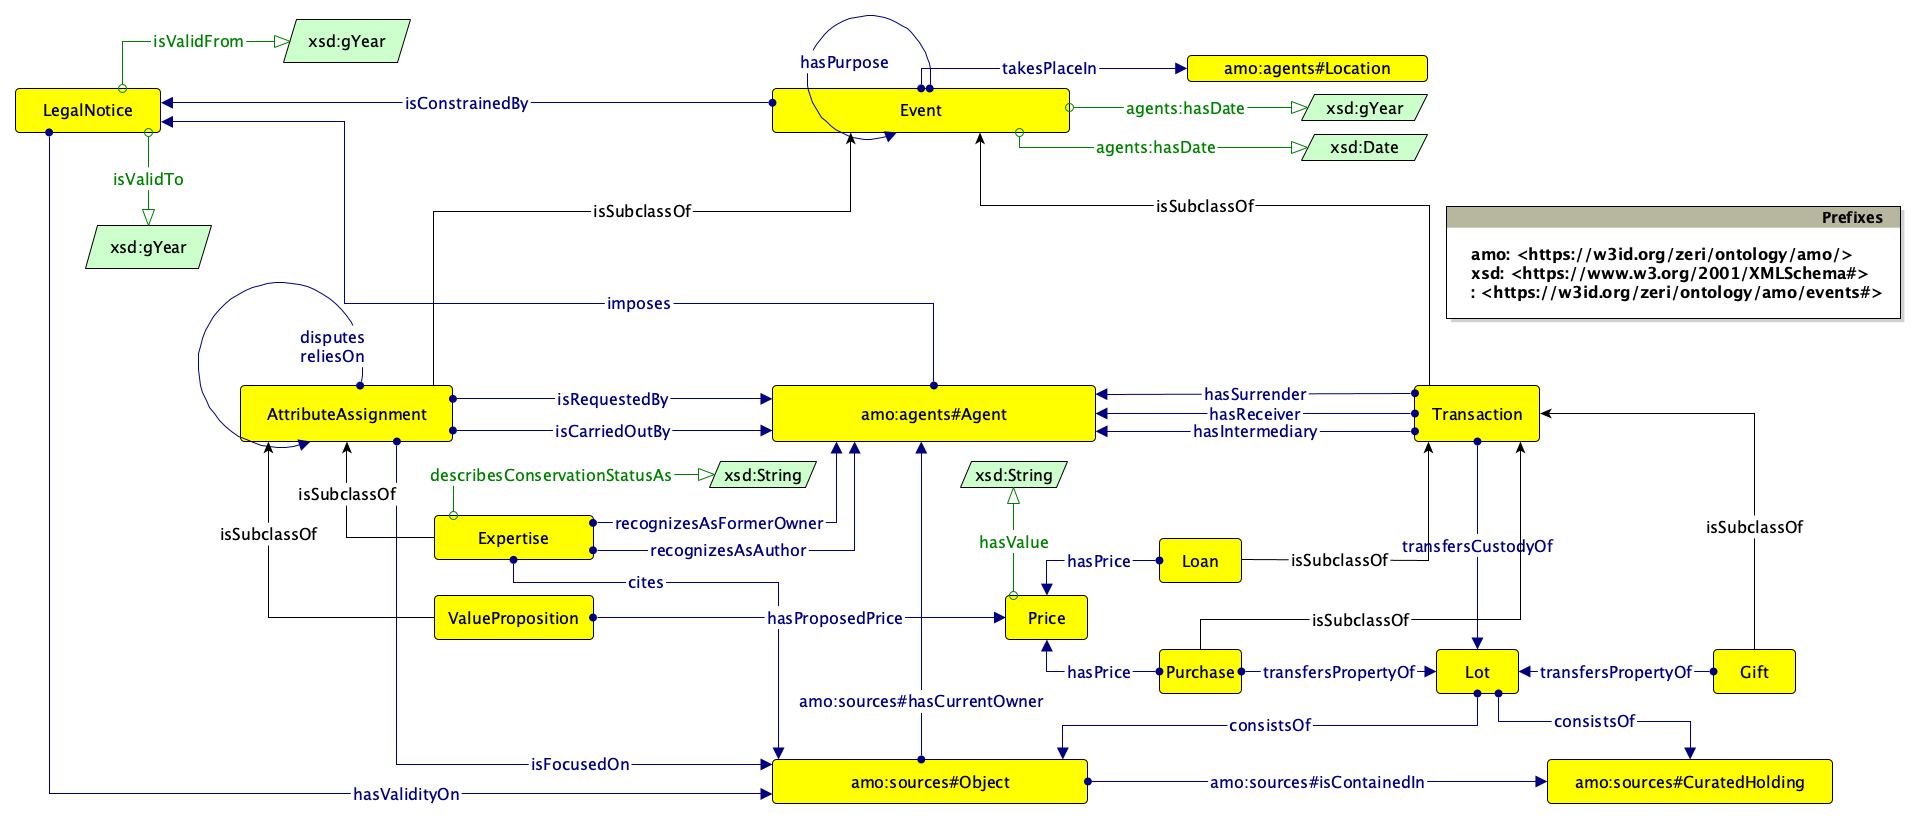 isValidFrom
xsd:gYear
hasPurpose
takesPlaceIn
amo:agents#Location
LegalNotice
isConstrainedBy
Event
agents:hasDate
xsd:gYear
agents:hasDate
xsd:Date
isValidTo
xsd:gYear
isSubclassOf
isSubclassOf
Prefixes
amo: <https://w3id.org/zeri/ontology/amo/>
xsd: <https://www.w3.org/2001/XMLSchema#>
: <https://w3id.org/zeri/ontology/amo/events#>
imposes
disputes
reliesOn
AttributeAssignment
isRequestedBy
isCarriedOutBy
amo:agents#Agent
hasSurrender
hasReceiver
hasIntermediary
Transaction
describesConservationStatusAs
xsd:String
xsd:String
isSubclassOf
isSubclassOf
Expertise
recognizesAsFormerOwner
recognizesAsAuthor
hasValue
isSubclassOf
transfersCustodyOf
hasPrice
Loan
isSubclassOf
cites
ValueProposition
hasProposedPrice
Price
isSubclassOf
hasPrice
Purchase
transfersPropertyOf
Lot
transfersPropertyOf
Gift
amo:sources#hasCurrentOwner
consistsOf
consistsOf
isFocusedOn
hasValidityOn
amo:sources#Object
amo:sources#isContainedIn
amo:sources#CuratedHolding